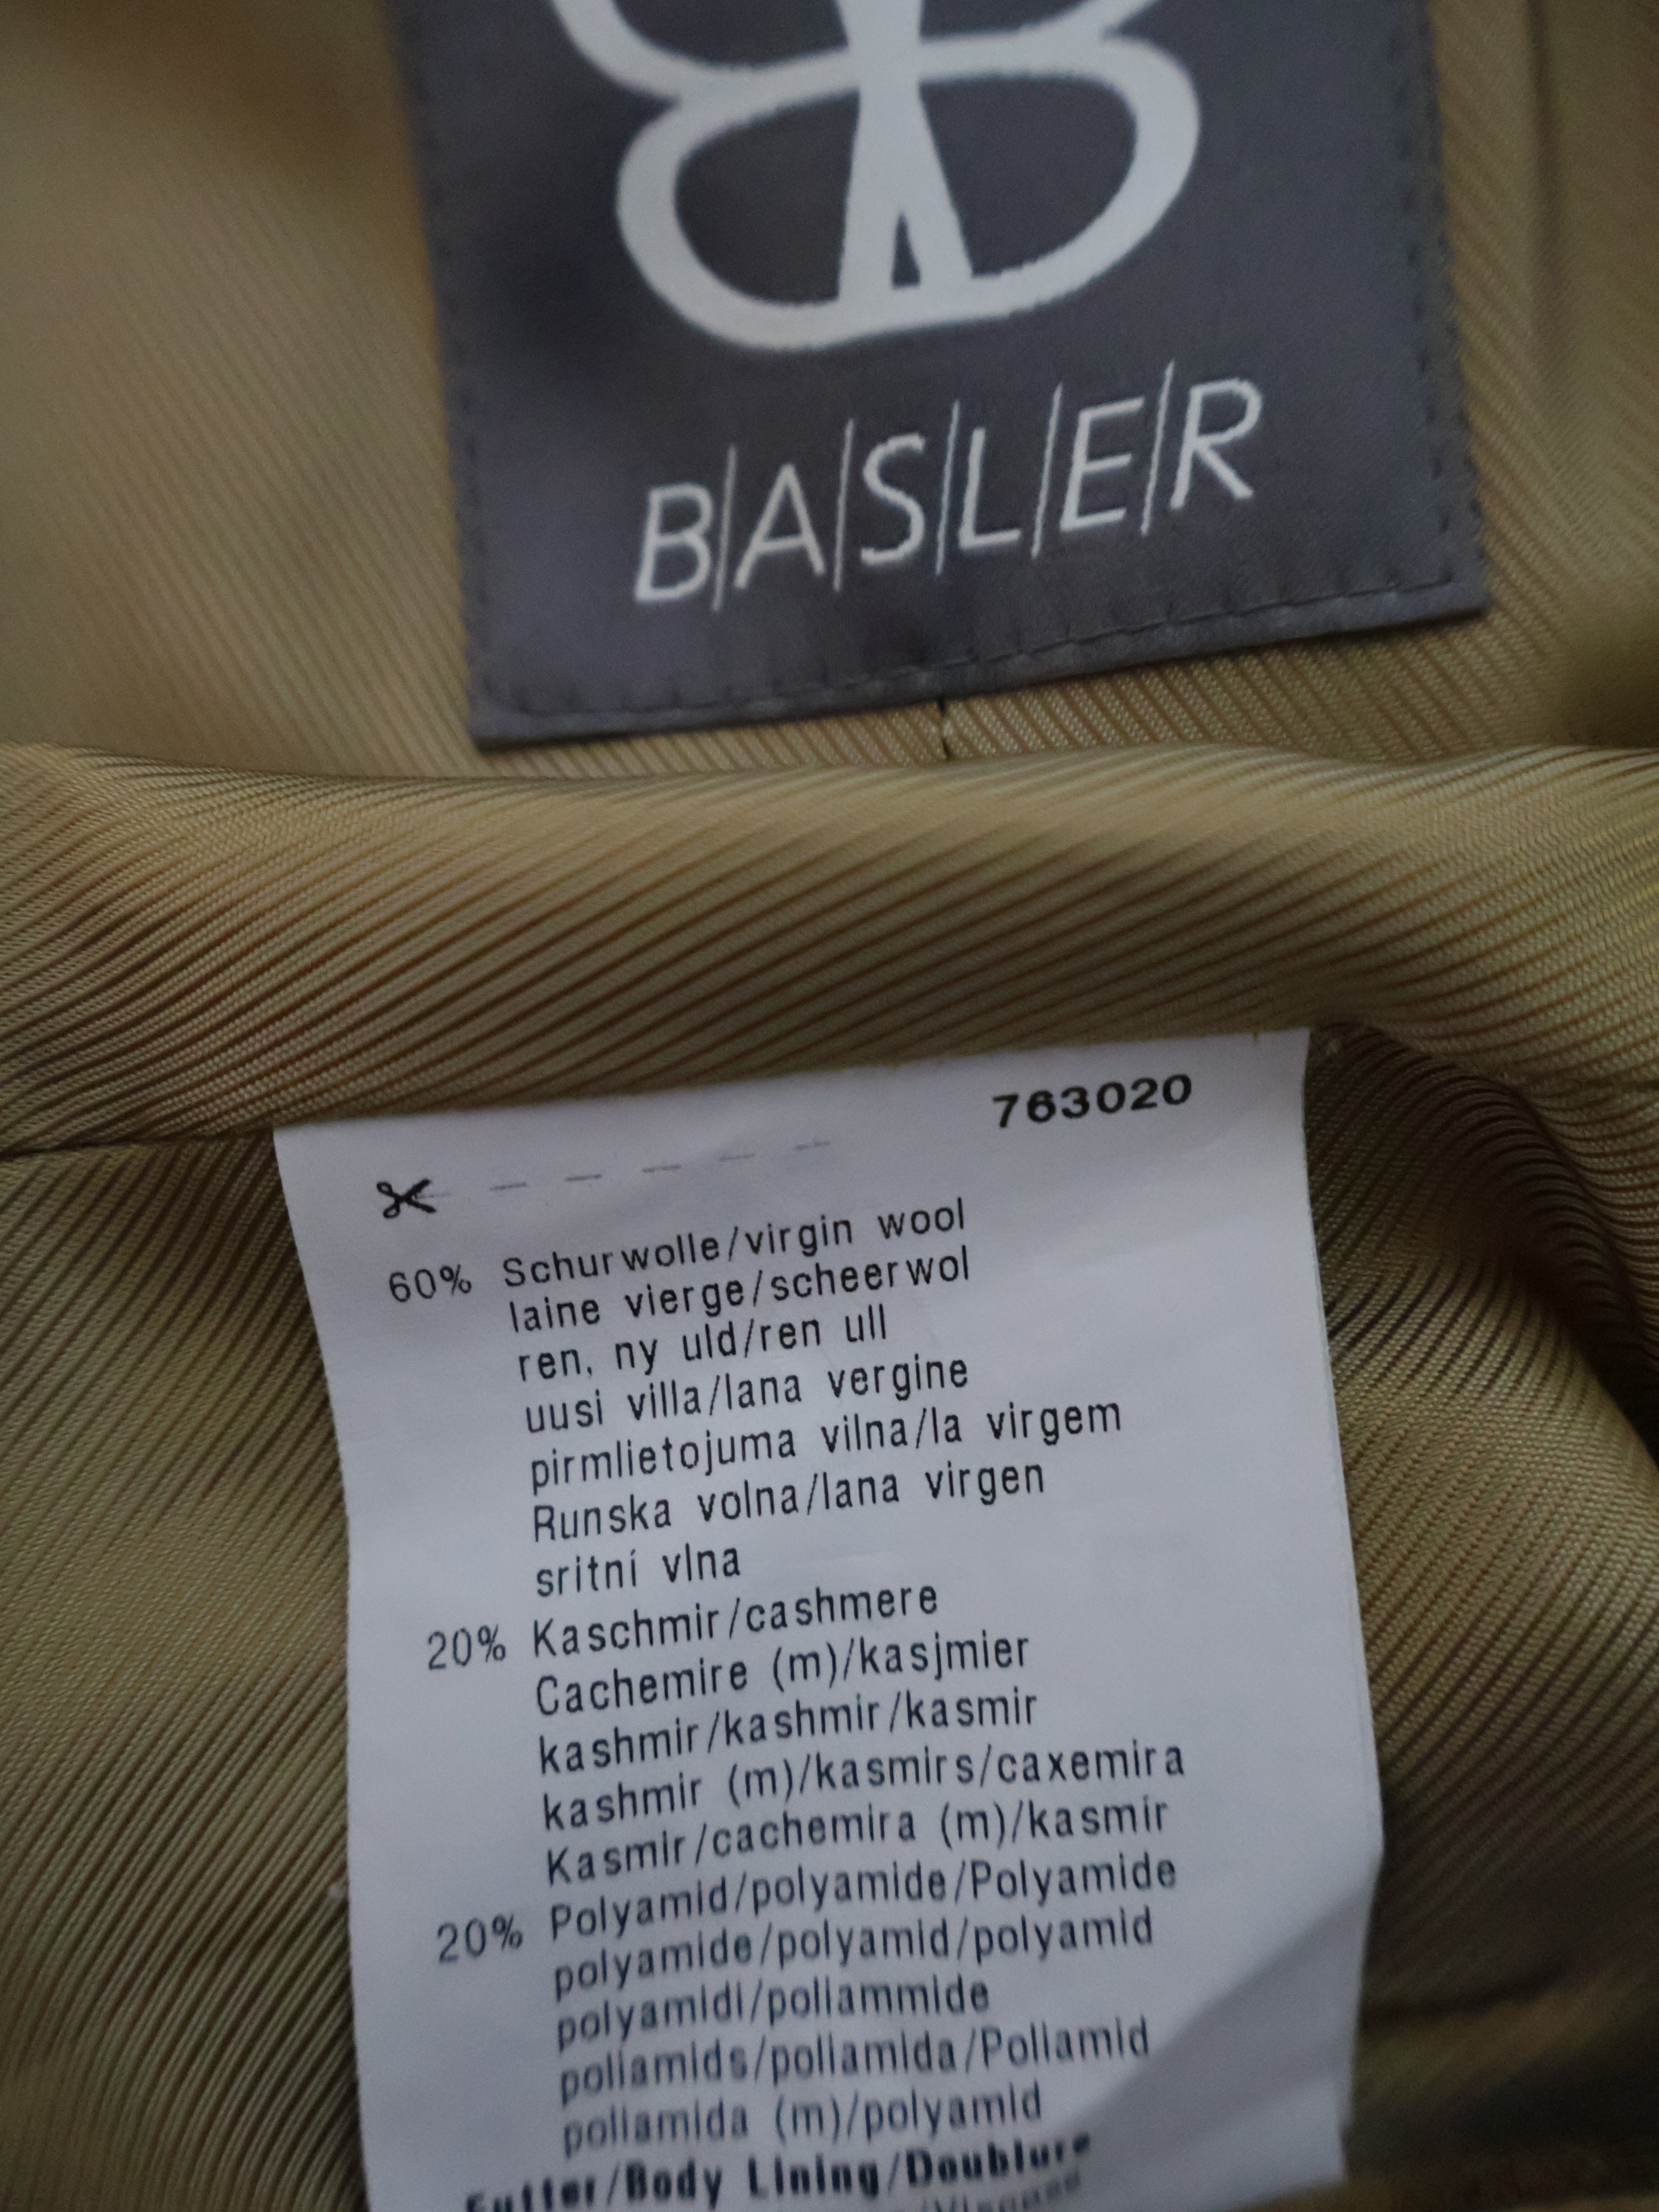 B/A/S/L/E/R
763020
60% Schurwolle/virgin wool
laine vierge/scheerwol
ren, ny uld/ren ull
uusi villa/lana vergine
pirmlietojuma vilna/la virgem
Runska volna/lana virgen
sritní vlna
20% Kaschmir/cashmere
Cachemire (m)/kasjmier
kashmir/kashmir/kasmir
kashmir (m)/kasmirs/caxemira
Kasmir/cachemira (m)/kasmír
20% Polyamid/polyamide/Polyamide
polyamide/polyamid/polyamid
polyamidi/poliammide
poliamids/poliamida/Poliamid
poliamida (m)/polyamid
Futter/Body Lining/Doublure